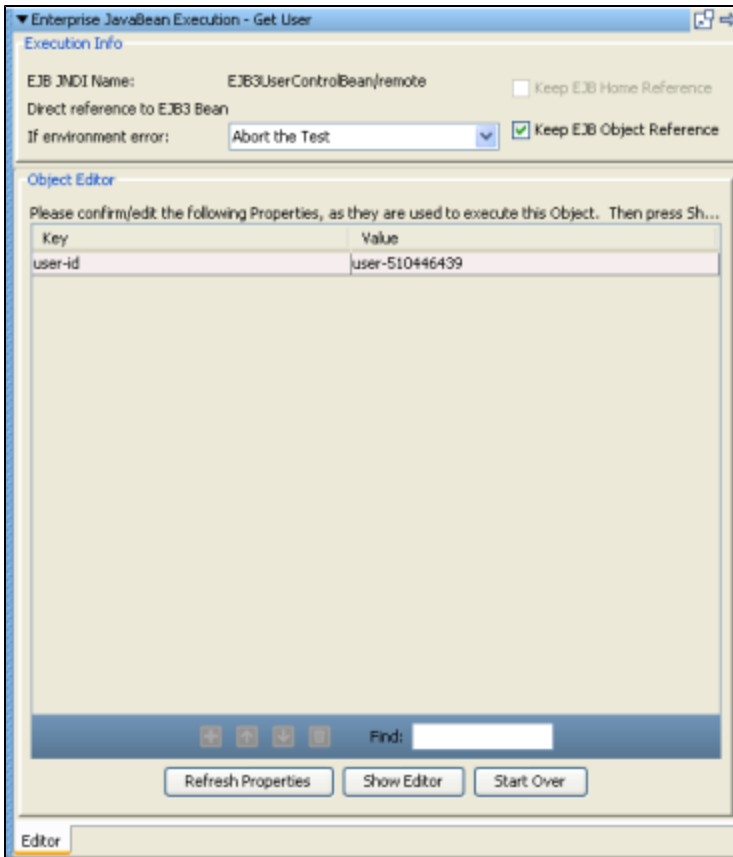 Enterprise JavaBean Execution - Get User
Execution Info
EJB JNDI Name: EJB3UserControlBean/remote Keep EJB Home Reference
Direct reference to EJB3 Bean
If environment error: Abort the Test Keep EJB Object Reference
Object Editor
Please confirm/edit the following Properties, as they are used to execute this Object. Then press Sh...
Key Value
user-id user-510446439
Find:
Refresh Properties Show Editor Start Over
Editor